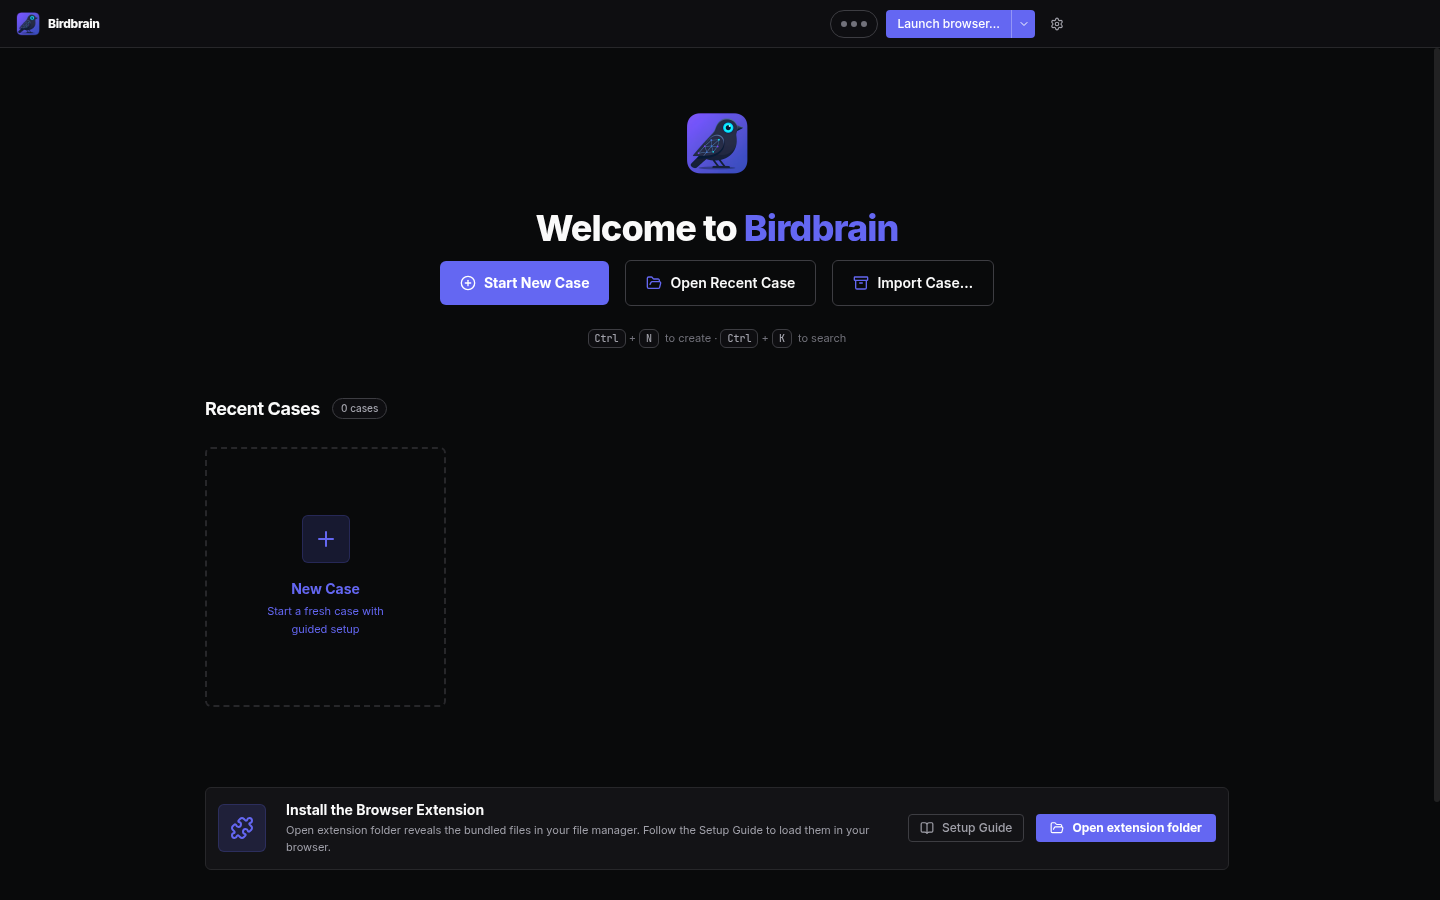 Birdbrain
Launch browser...
Welcome to Birdbrain
Start New Case
Open Recent Case
Import Case...
Ctrl + N to create · Ctrl + K to search
Recent Cases
0 cases
New Case
Start a fresh case with
guided setup
Install the Browser Extension
Open extension folder reveals the bundled files in your file manager. Follow the Setup Guide to load them in your
browser.
Setup Guide
Open extension folder